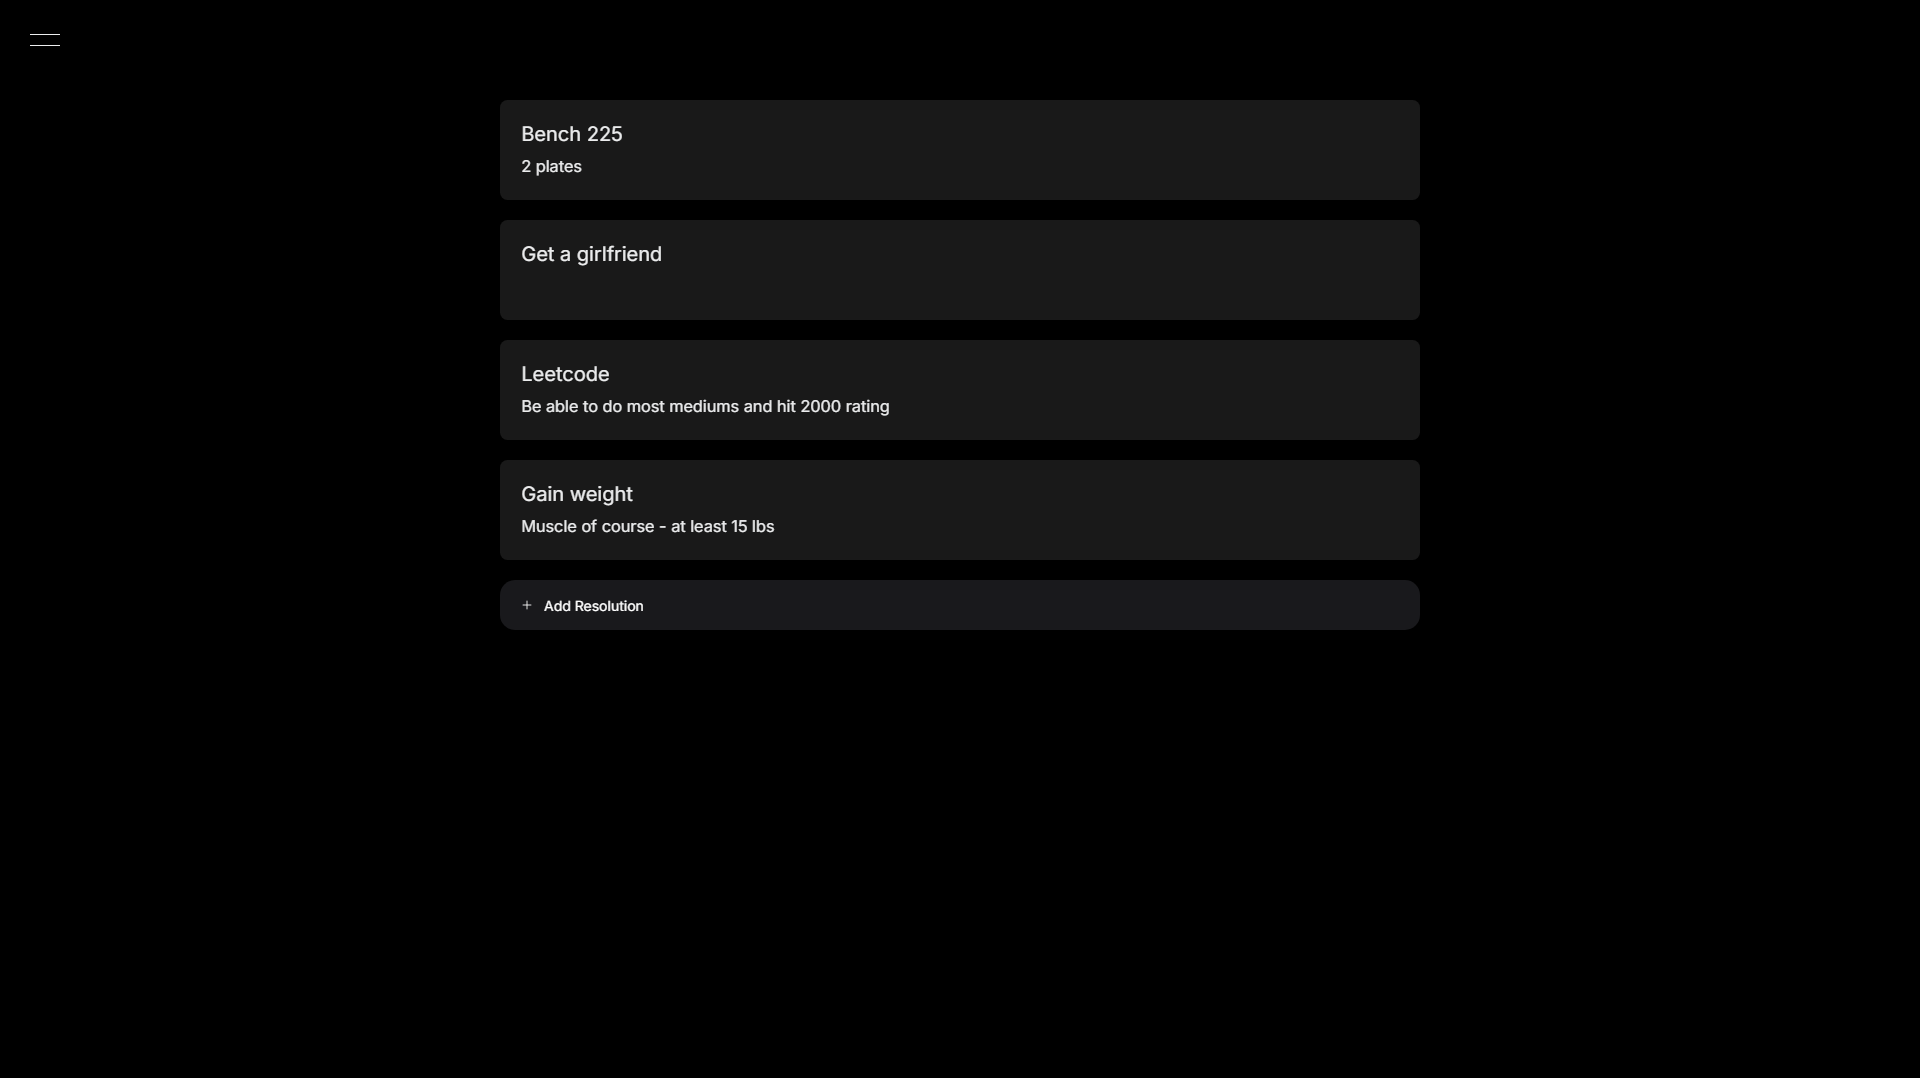 Bench 225
2 plates
Get a girlfriend
Leetcode
Be able to do most mediums and hit 2000 rating
Gain weight
Muscle of course - at least 15 lbs
+ Add Resolution